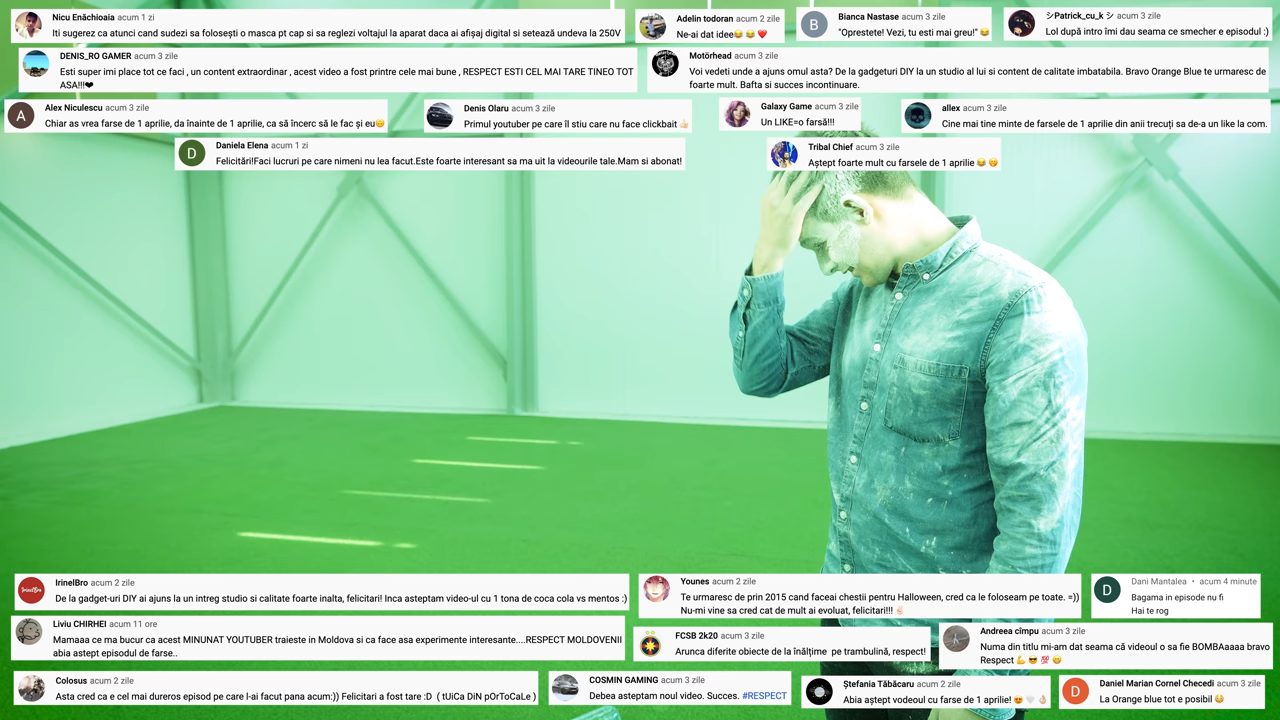 Nicu Enăchioaia acum 1 zi
Iti sugerez ca atunci cand sudezi sa folosești o masca pt cap si sa reglezi voltajul la aparat daca ai afișaj digital si setează undeva la 250V
Adelin todoran acum 2 zile
Ne-ai dat idee😂😂❤️
B
Bianca Nastase acum 3 zile
"Oprestete! Vezi, tu esti mai greu!" 😂
シPatrick_cu_k シ acum 3 zile
Lol după intro îmi dau seama ce smecher e episodul :)
DENIS_RO GAMER acum 3 zile
Esti super imi place tot ce faci , un content extraordinar , acest video a fost printre cele mai bune , RESPECT ESTI CEL MAI TARE TINEO TOT
ASA!!!❤
Motörhead acum 3 zile
Voi vedeti unde a ajuns omul asta? De la gadgeturi DIY la un studio al lui si content de calitate imbatabila. Bravo Orange Blue te urmaresc de
foarte mult. Bafta si succes incontinuare.
A
Alex Niculescu acum 3 zile
Chiar as vrea farse de 1 aprilie, da înainte de 1 aprilie, ca să încerc să le fac și eu😊
Denis Olaru acum 3 zile
Primul youtuber pe care îl stiu care nu face clickbait 👍🏻
Galaxy Game acum 3 zile
Un LIKE=o farsă!!!
allex acum 3 zile
Cine mai tine minte de farsele de 1 aprilie din anii trecuți sa de-a un like la com.
D
Daniela Elena acum 1 zi
Felicitări!Faci lucruri pe care nimeni nu lea facut.Este foarte interesant sa ma uit la videourile tale.Mam si abonat!
Tribal Chief acum 3 zile
Aștept foarte mult cu farsele de 1 aprilie 😂 🤭
IrinelBro
IrinelBro acum 2 zile
De la gadget-uri DIY ai ajuns la un intreg studio si calitate foarte inalta, felicitari! Inca asteptam video-ul cu 1 tona de coca cola vs mentos :)
Younes acum 2 zile
Te urmaresc de prin 2015 cand faceai chestii pentru Halloween, cred ca le foloseam pe toate. =))
Nu-mi vine sa cred cat de mult ai evoluat, felicitari!!! ✌🏻
D
Dani Mantalea • acum 4 minute
Bagama in episode nu fi
Hai te rog
Liviu CHIRHEI acum 11 ore
Mamaaa ce ma bucur ca acest MINUNAT YOUTUBER traieste in Moldova si ca face asa experimente interesante....RESPECT MOLDOVENII
abia astept episodul de farse..
FCSB 2k20 acum 3 zile
Arunca diferite obiecte de la înălțime pe trambulină, respect!
Andreea cîmpu acum 3 zile
Numa din titlu mi-am dat seama că videoul o sa fie BOMBAaaaa bravo
Respect 💪 😎 💯 😋
Colosus acum 2 zile
Asta cred ca e cel mai dureros episod pe care l-ai facut pana acum:)) Felicitari a fost tare :D ( tUiCa DiN pOrToCaLe )
COSMIN GAMING acum 3 zile
Debea asteptam noul video. Succes. #RESPECT
Ștefania Tăbăcaru acum 2 zile
Abia aștept vodeoul cu farse de 1 aprilie! 😍 🤍 👌🏻
D
Daniel Marian Cornel Checedi acum 3 zile
La Orange blue tot e posibil 😳